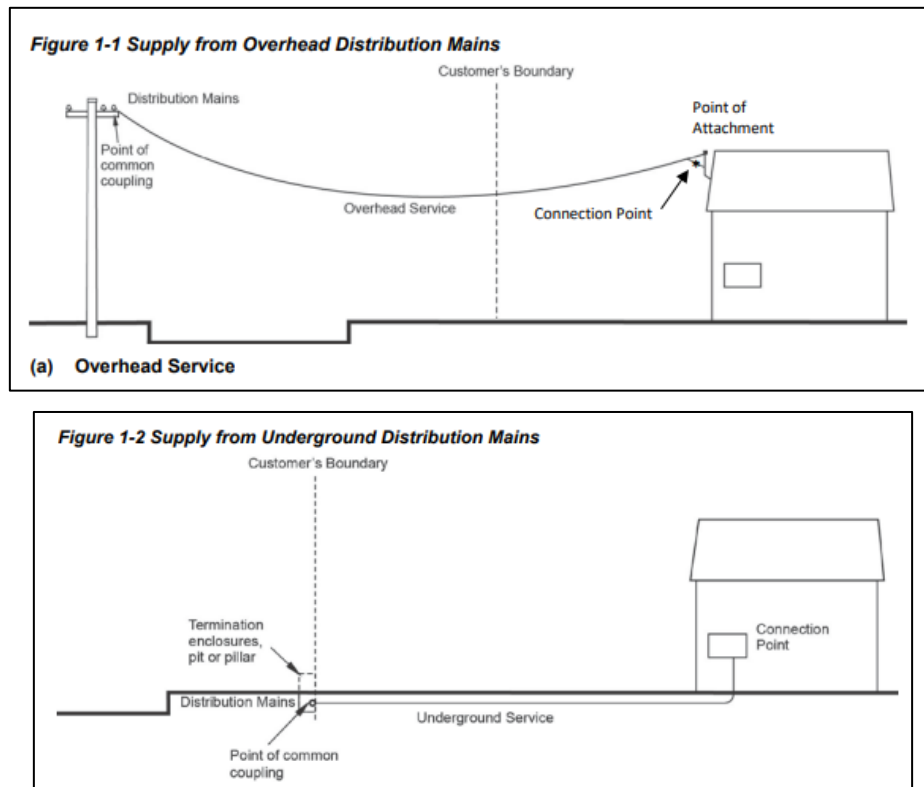 Figure 1-1 Supply from Overhead Distribution Mains
Customer's Boundary
Distribution Mains
Point of
Attachment
Point of
common
coupling
Overhead Service
Connection Point
(a) Overhead Service
Figure 1-2 Supply from Underground Distribution Mains
Customer's Boundary
Termination
enclosures,
pit or pillar
Connection
Point
Distribution Mains
Underground Service
Point of common
coupling